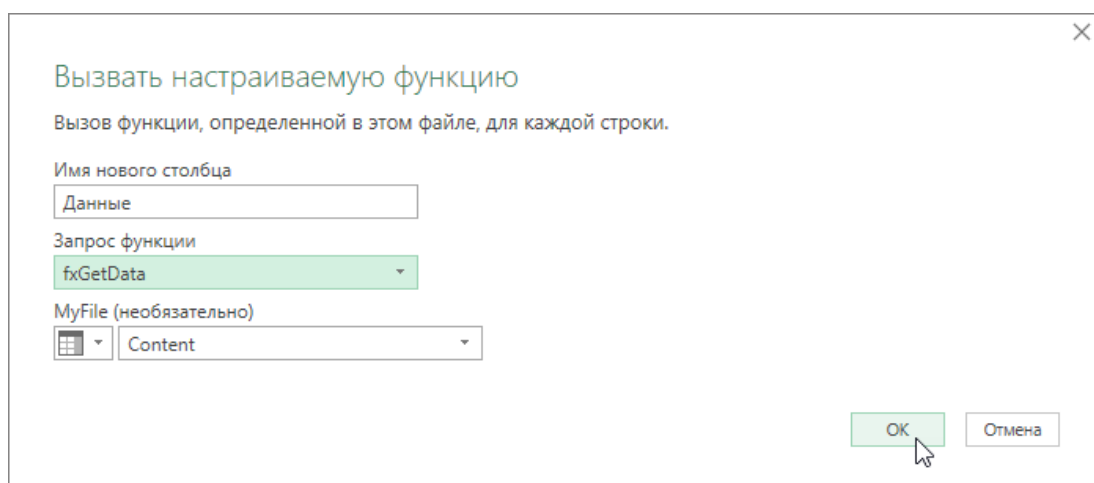 Вызвать настраиваемую функцию
Вызов функции, определенной в этом файле, для каждой строки.
Имя нового столбца
Данные
Запрос функции
fxGetData
MyFile (необязательно)
Content
ОК Отмена